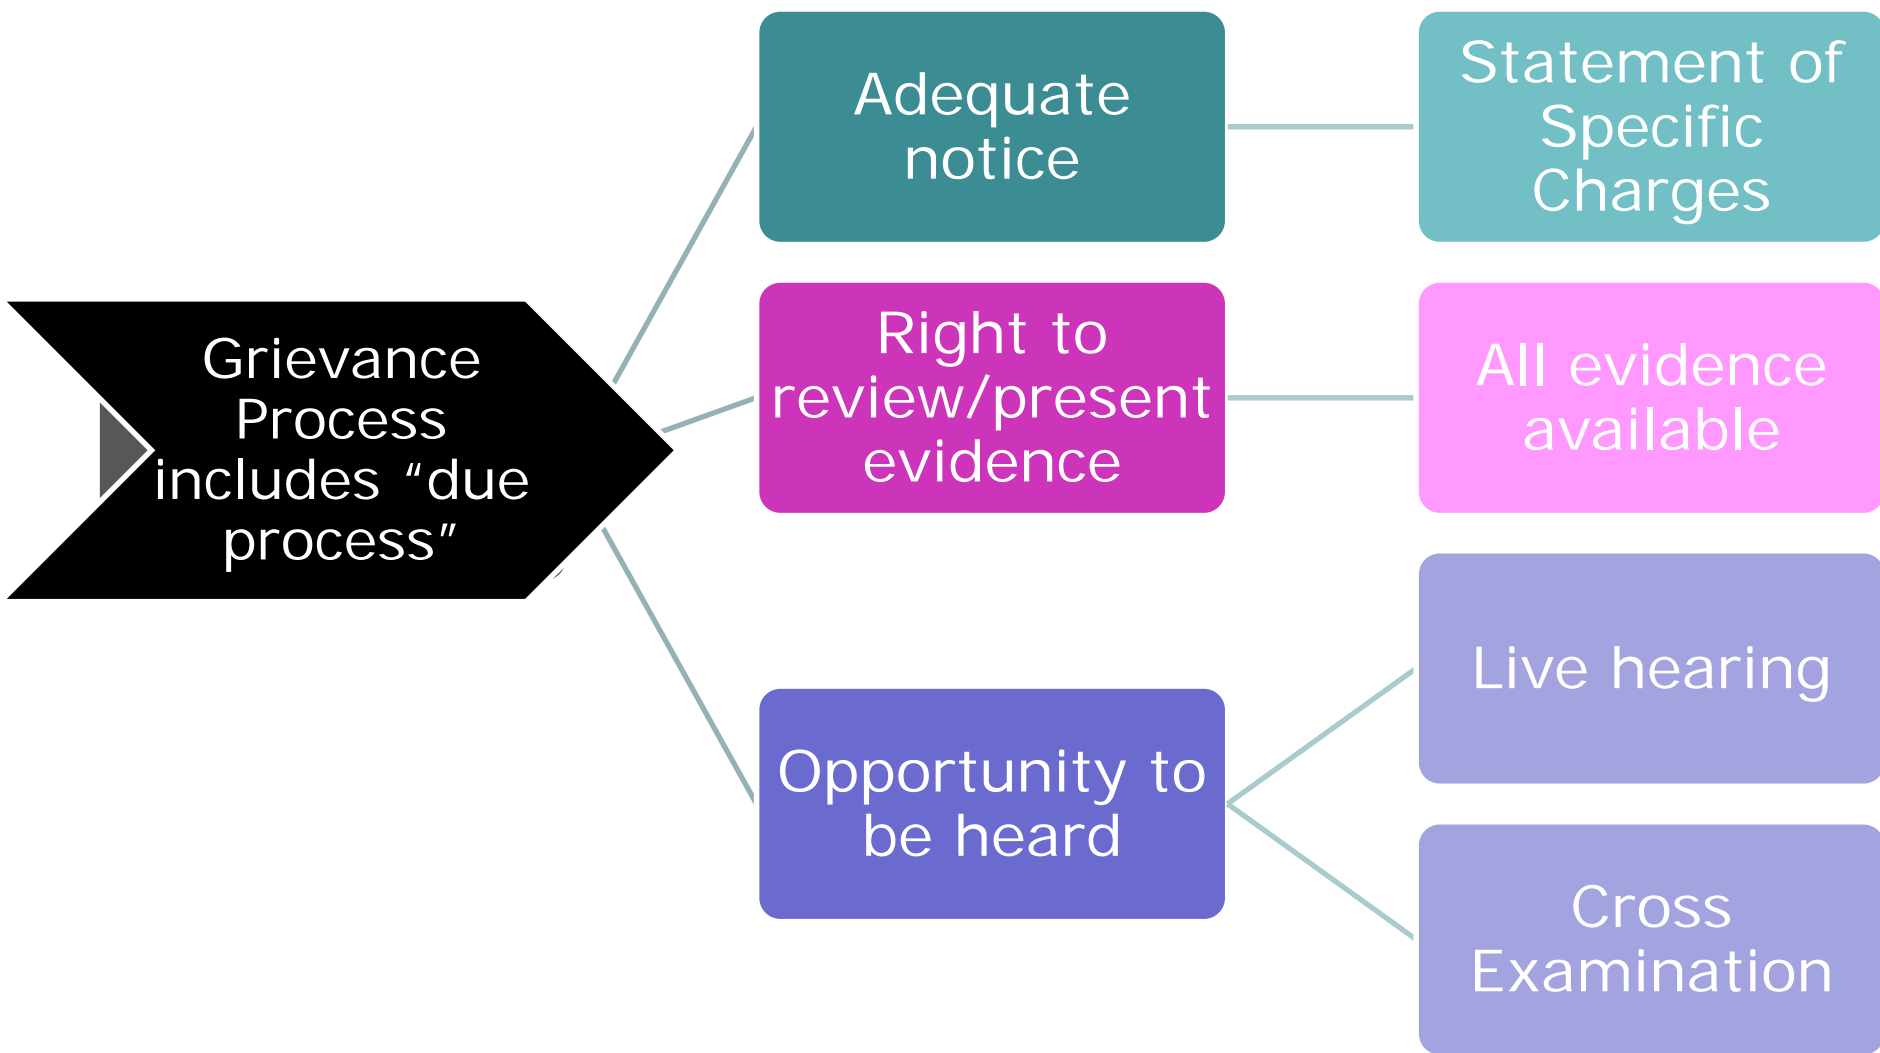 Grievance
Process
includes “due
process”
Adequate
notice
Statement of
Specific
Charges
Right to
review/present
evidence
All evidence
available
Opportunity to
be heard
Live hearing
Cross
Examination